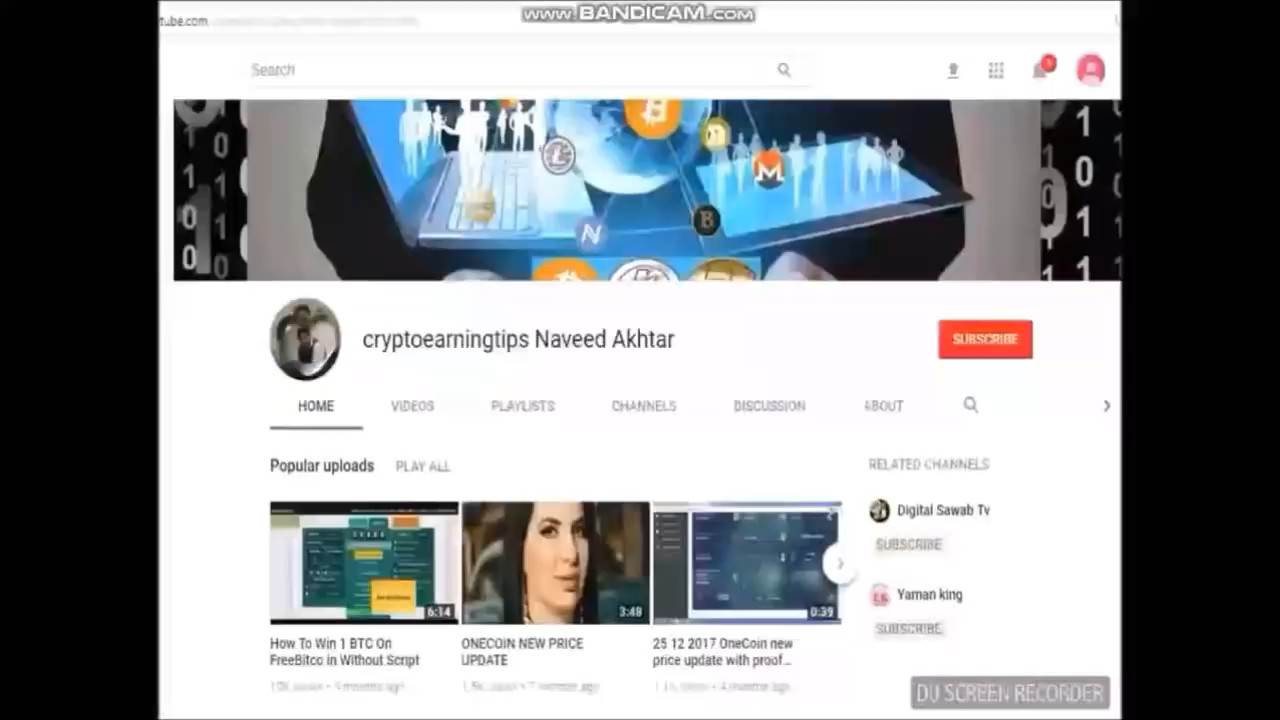 www.BANDICAM.com
tube.com
Search
cryptoearningtips Naveed Akhtar
SUBSCRIBE
HOME VIDEOS PLAYLISTS CHANNELS DISCUSSION ABOUT
Popular uploads PLAY ALL
6:14
3:48
0:39
How To Win 1 BTC On
FreeBitco in Without Script
ONECOIN NEW PRICE
UPDATE
25 12 2017 OneCoin new
price update with proof...
RELATED CHANNELS
Digital Sawab Tv
SUBSCRIBE
Yaman king
SUBSCRIBE
DU SCREEN RECORDER